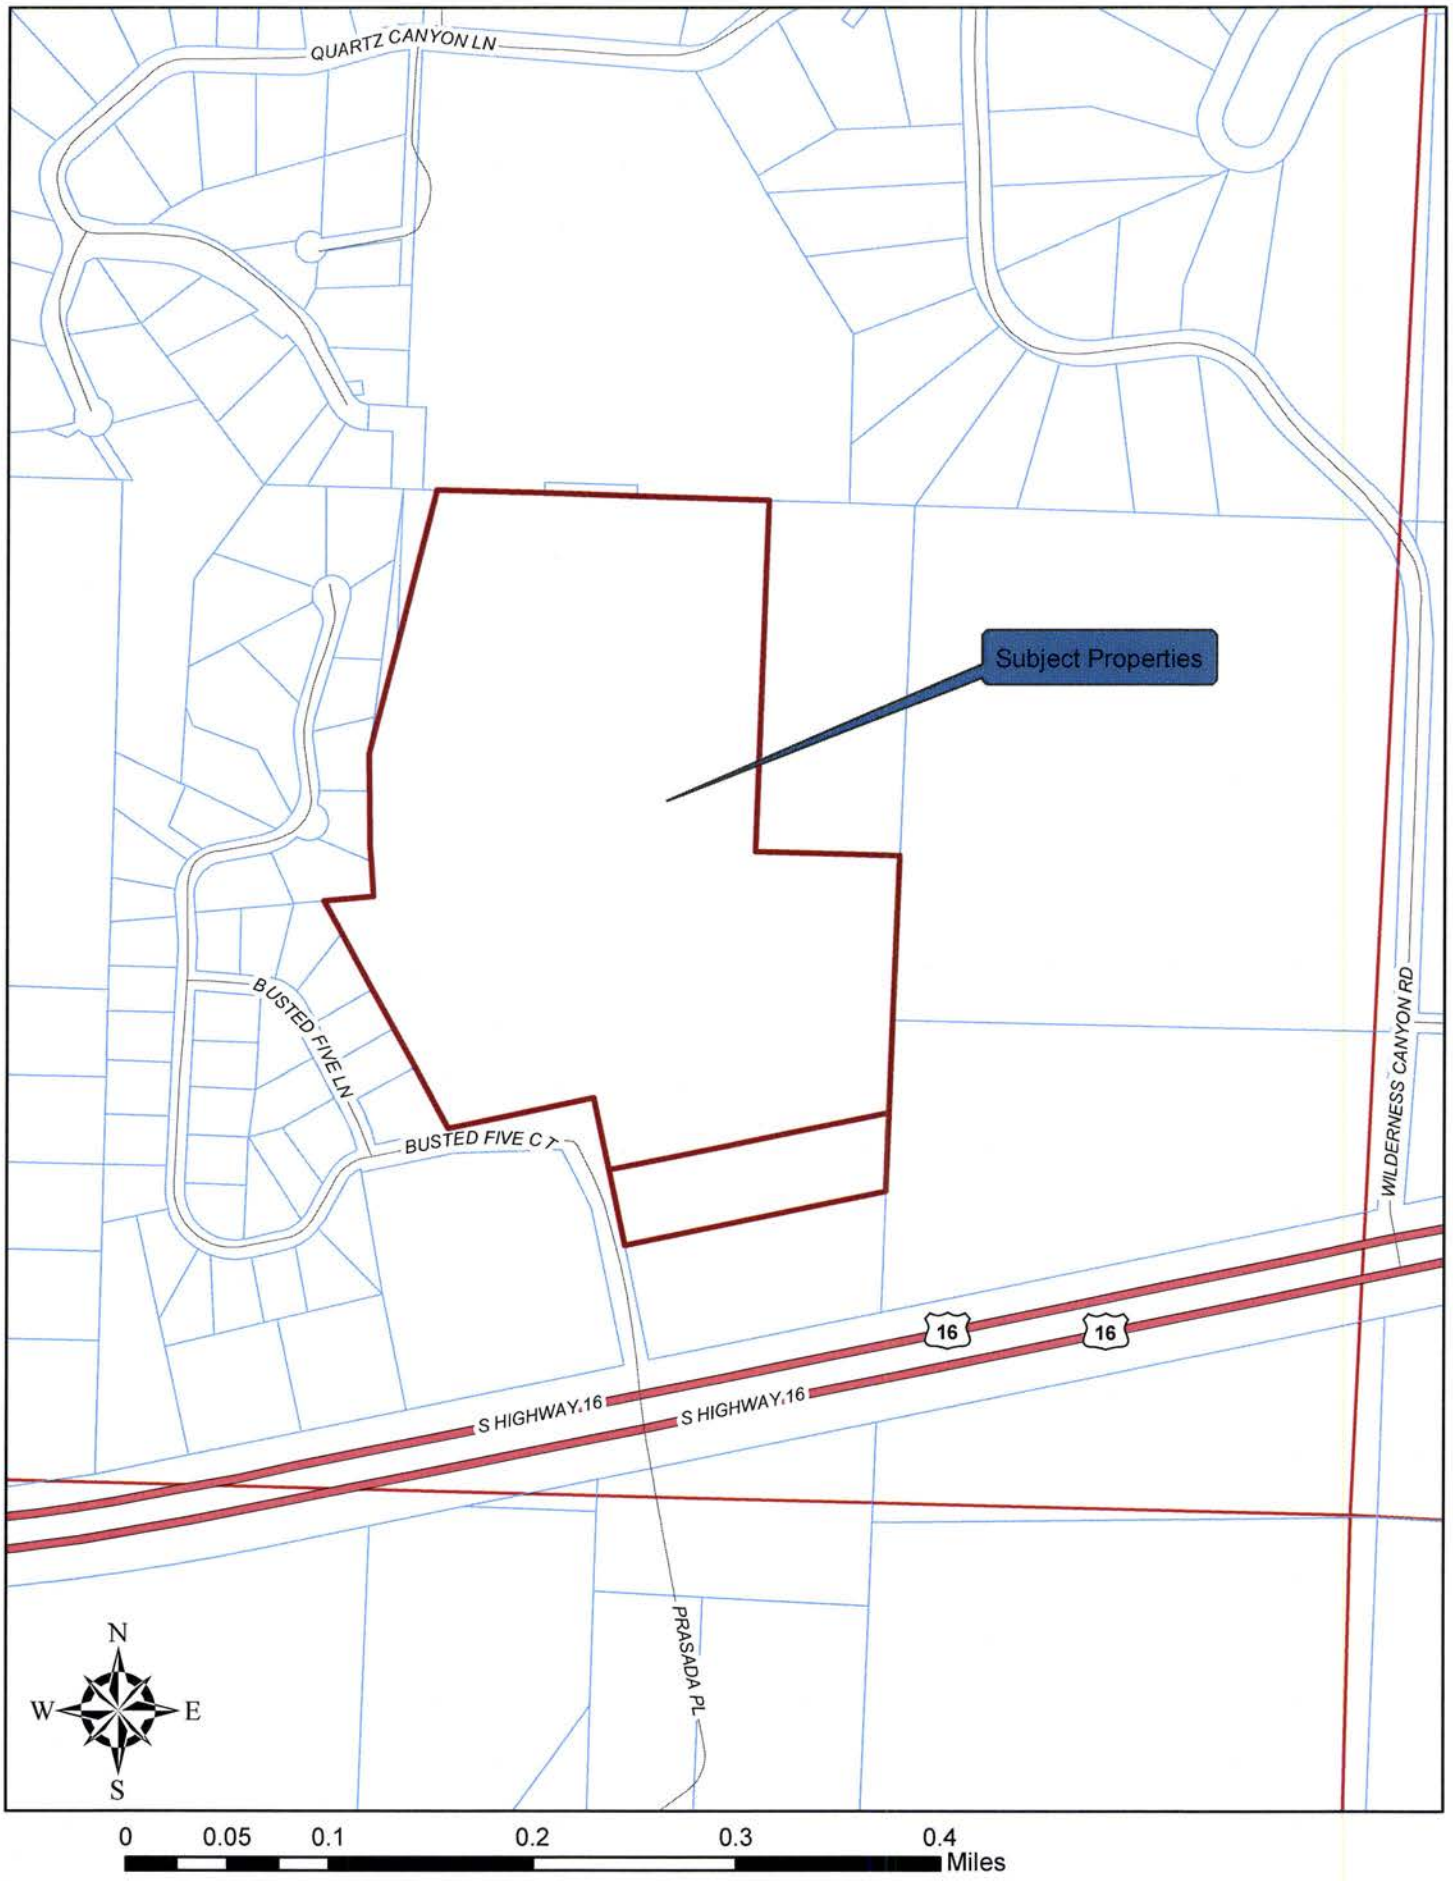 QUARTZ CANYON LN
Subject Properties
BUSTED FIVE LN
WILDERNESS CANYON RD
BUSTED FIVE CT
16
16
S HIGHWAY 16
S HIGHWAY 16
PRASADA PL
N
W
E
S
0 0.05 0.1 0.2 0.3 0.4
Miles